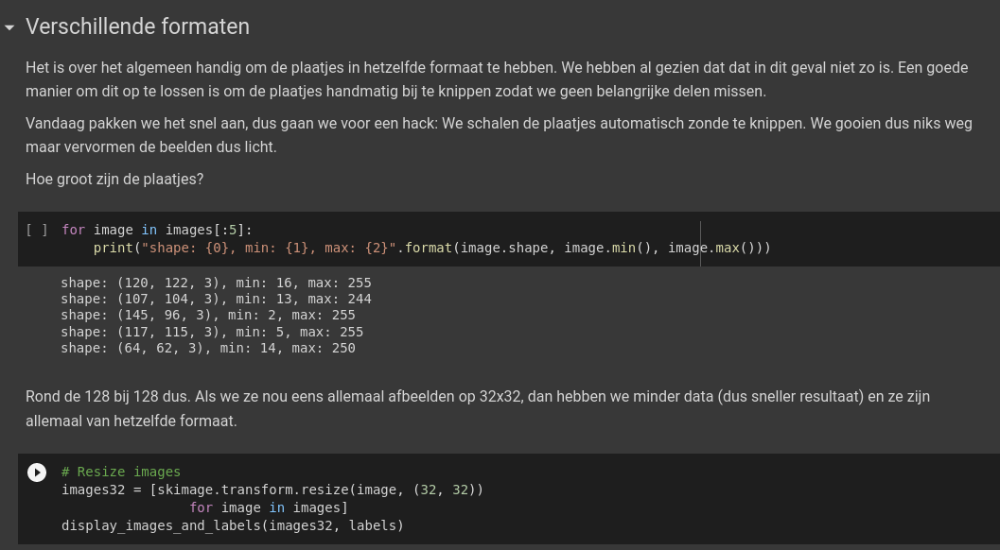 Verschillende formaten
Het is over het algemeen handig om de plaatjes in hetzelfde formaat te hebben. We hebben al gezien dat dat in dit geval niet zo is. Een goede
manier om dit op te lossen is om de plaatjes handmatig bij te knippen zodat we geen belangrijke delen missen.
Vandaag pakken we het snel aan, dus gaan we voor een hack: We schalen de plaatjes automatisch zonde te knippen. We gooien dus niks weg
maar vervormen de beelden dus licht.
Hoe groot zijn de plaatjes?
[ ] for image in images[:5]:
    print("shape: {0}, min: {1}, max: {2}".format(image.shape, image.min(), image.max()))
shape: (120, 122, 3), min: 16, max: 255
shape: (107, 104, 3), min: 13, max: 244
shape: (145, 96, 3), min: 2, max: 255
shape: (117, 115, 3), min: 5, max: 255
shape: (64, 62, 3), min: 14, max: 250
Rond de 128 bij 128 dus. Als we ze nou eens allemaal afbeelden op 32x32, dan hebben we minder data (dus sneller resultaat) en ze zijn
allemaal van hetzelfde formaat.
# Resize images
images32 = [skimage.transform.resize(image, (32, 32))
                for image in images]
display_images_and_labels(images32, labels)